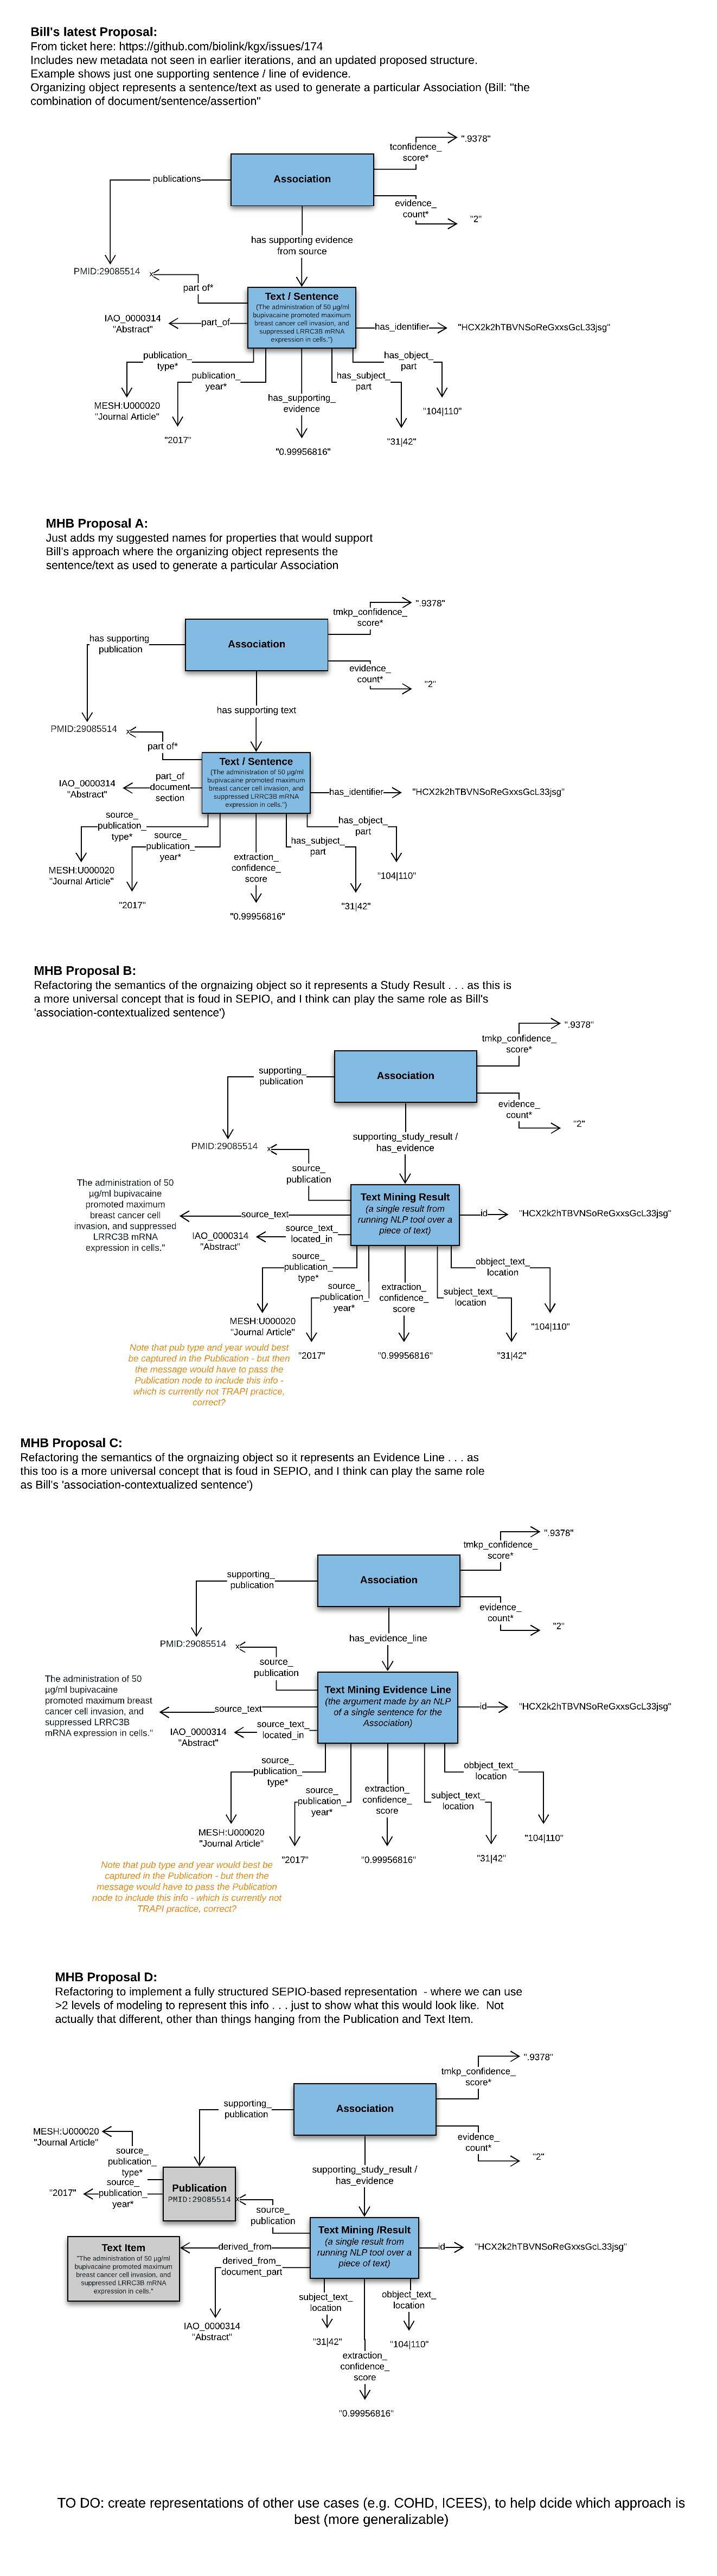 Bill's latest Proposal:
From ticket here: https://github.com/biolink/kgx/issues/174
Includes new metadata not seen in earlier iterations, and an updated proposed structure.
Example shows just one supporting sentence / line of evidence.
Organizing object represents a sentence/text as used to generate a particular Association (Bill: "the
combination of document/sentence/assertion"
tconfidence_
score*
".9378"
Association
publications
evidence_
count*
"2"
has supporting evidence
from source
PMID:29085514
x
part of*
Text / Sentence
(The administration of 50 µg/ml
bupivacaine promoted maximum
breast cancer cell invasion, and
suppressed LRRC3B mRNA
expression in cells.")
IAO_0000314
"Abstract"
part_of
has_identifier
"HCX2k2hTBVNSoReGxxsGcL33jsg"
publication_
type*
publication_
year*
has_supporting_
evidence
has_subject_
part
has_object_
part
MESH:U000020
"Journal Article"
"2017"
"0.99956816"
"31|42"
"104|110"
MHB Proposal A:
Just adds my suggested names for properties that would support
Bill's approach where the organizing object represents the
sentence/text as used to generate a particular Association
tmkp_confidence_
score*
".9378"
Association
has supporting
publication
evidence_
count*
"2"
has supporting text
PMID:29085514
x
part of*
Text / Sentence
(The administration of 50 µg/ml
bupivacaine promoted maximum
breast cancer cell invasion, and
suppressed LRRC3B mRNA
expression in cells.")
IAO_0000314
"Abstract"
part_of
document
section
has_identifier
"HCX2k2hTBVNSoReGxxsGcL33jsg"
source_
publication_
type*
source_
publication_
year*
extraction_
confidence_
score
has_subject_
part
has_object_
part
MESH:U000020
"Journal Article"
"2017"
"0.99956816"
"31|42"
"104|110"
MHB Proposal B:
Refactoring the semantics of the orgnaizing object so it represents a Study Result . . . as this is
a more universal concept that is foud in SEPIO, and I think can play the same role as Bill's
'association-contextualized sentence')
tmkp_confidence_
score*
".9378"
Association
supporting_
publication
evidence_
count*
"2"
supporting_study_result /
has_evidence
PMID:29085514
x
source_
publication
The administration of 50
µg/ml bupivacaine
promoted maximum
breast cancer cell
invasion, and suppressed
LRRC3B mRNA
expression in cells."
source_text
Text Mining Result
(a single result from
running NLP tool over a
piece of text)
id
"HCX2k2hTBVNSoReGxxsGcL33jsg"
IAO_0000314
"Abstract"
source_text_
located_in
source_
publication_
type*
source_
publication_
year*
extraction_
confidence_
score
subject_text_
location
obbject_text_
location
MESH:U000020
"Journal Article"
"2017"
"0.99956816"
"31|42"
"104|110"
Note that pub type and year would best
be captured in the Publication - but then
the message would have to pass the
Publication node to include this info -
which is currently not TRAPI practice,
correct?
MHB Proposal C:
Refactoring the semantics of the orgnaizing object so it represents an Evidence Line . . . as
this too is a more universal concept that is foud in SEPIO, and I think can play the same role
as Bill's 'association-contextualized sentence')
tmkp_confidence_
score*
".9378"
Association
supporting_
publication
evidence_
count*
"2"
has_evidence_line
PMID:29085514
x
source_
publication
The administration of 50
µg/ml bupivacaine
promoted maximum breast
cancer cell invasion, and
suppressed LRRC3B
mRNA expression in cells."
source_text
Text Mining Evidence Line
(the argument made by an NLP
of a single sentence for the
Association)
id
"HCX2k2hTBVNSoReGxxsGcL33jsg"
IAO_0000314
"Abstract"
source_text_
located_in
source_
publication_
type*
source_
publication_
year*
extraction_
confidence_
score
subject_text_
location
obbject_text_
location
MESH:U000020
"Journal Article"
"2017"
"0.99956816"
"31|42"
"104|110"
Note that pub type and year would best be
captured in the Publication - but then the
message would have to pass the Publication
node to include this info - which is currently not
TRAPI practice, correct?
MHB Proposal D:
Refactoring to implement a fully structured SEPIO-based representation  - where we can use
>2 levels of modeling to represent this info . . . just to show what this would look like.  Not
actually that different, other than things hanging from the Publication and Text Item.
tmkp_confidence_
score*
".9378"
Association
supporting_
publication
evidence_
count*
"2"
MESH:U000020
"Journal Article"
source_
publication_
type*
supporting_study_result /
has_evidence
Publication
PMID:29085514
x
"2017"
source_
publication_
year*
source_
publication
Text Mining /Result
(a single result from
running NLP tool over a
piece of text)
id
"HCX2k2hTBVNSoReGxxsGcL33jsg"
Text Item
"The administration of 50 µg/ml
bupivacaine promoted maximum
breast cancer cell invasion, and
suppressed LRRC3B mRNA
expression in cells."
derived_from
derived_from_
document_part
IAO_0000314
"Abstract"
subject_text_
location
obbject_text_
location
"31|42"
"104|110"
extraction_
confidence_
score
"0.99956816"
TO DO: create representations of other use cases (e.g. COHD, ICEES), to help dcide which approach is
best (more generalizable)